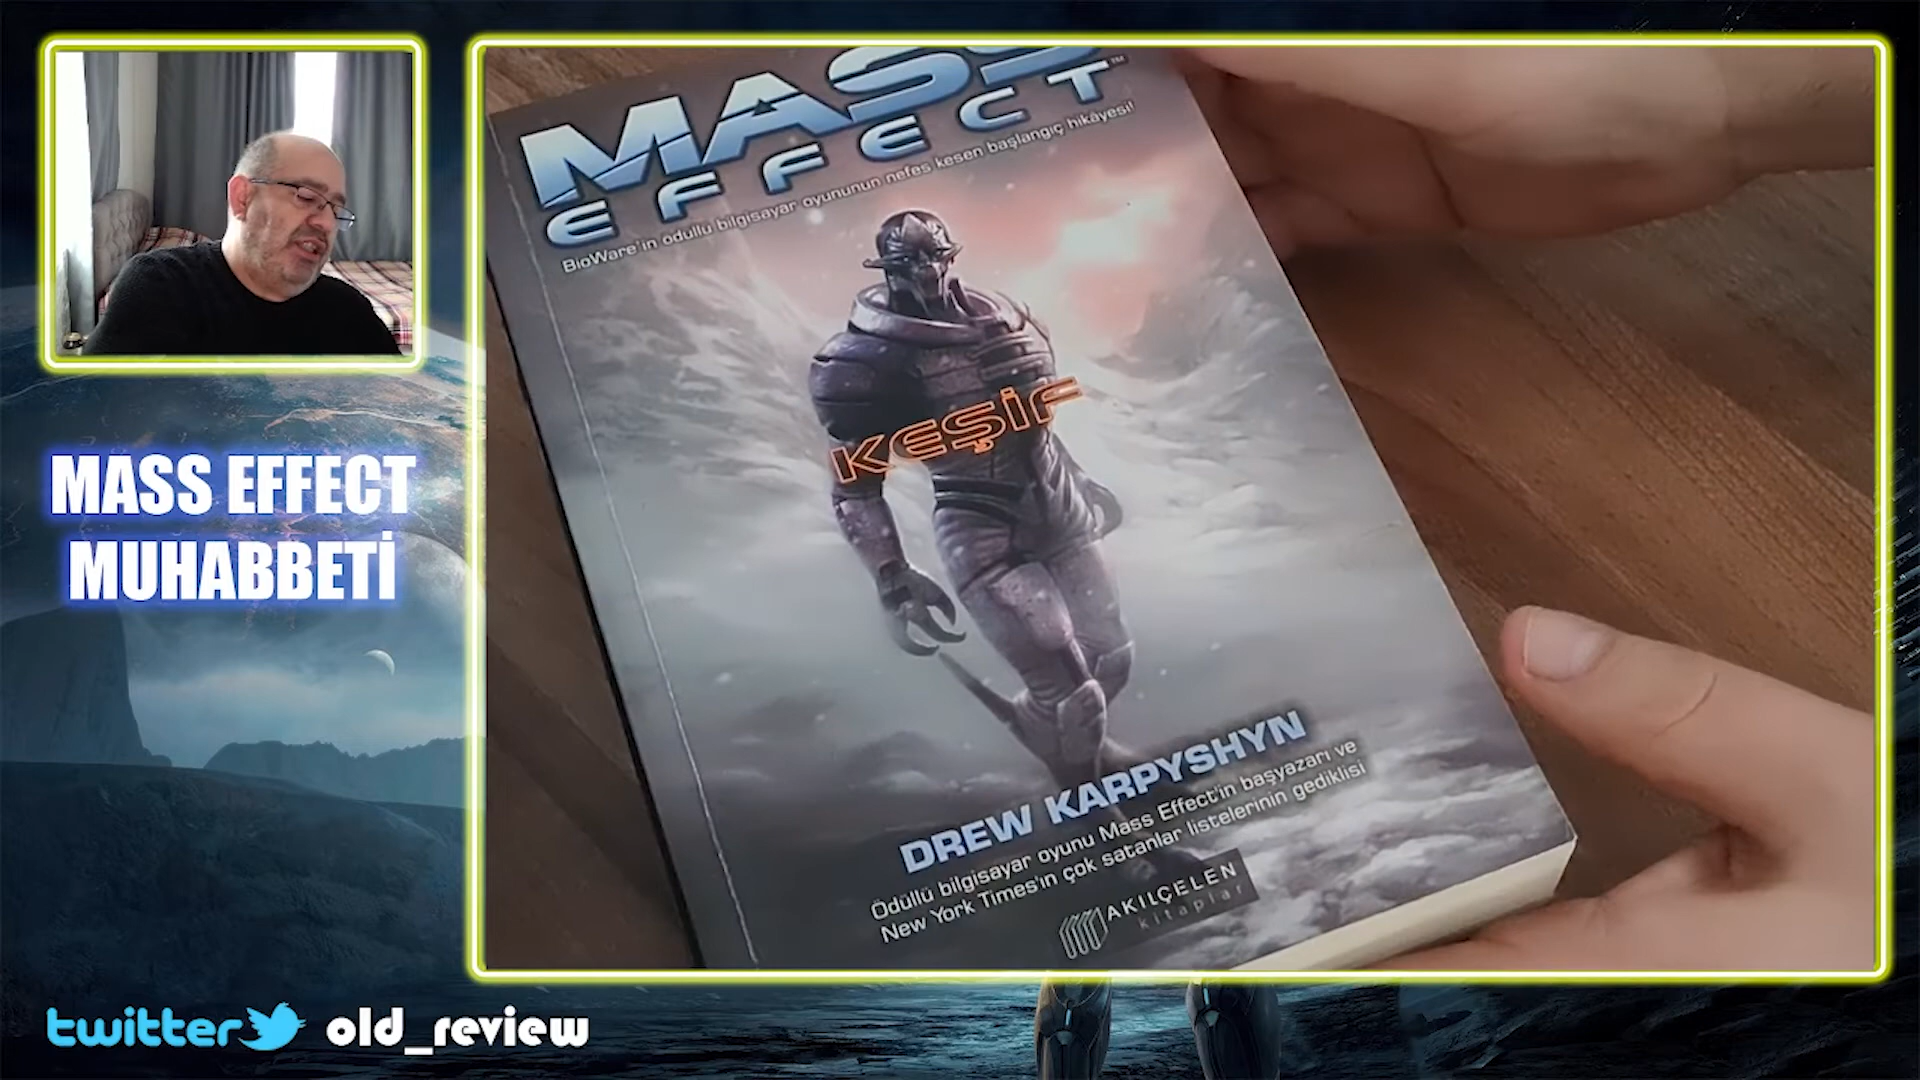 MASS EFFECT
MUHABBETİ
MASS
EFFECT™
BioWare'in ödüllü bilgisayar oyununun nefes kesen başlangıç hikâyesi!
KEŞİF
DREW KARPYSHYN
Ödüllü bilgisayar oyunu Mass Effect'in başyazarı ve
New York Times'ın çok satanlar listelerinin gediklisi
AKILÇELEN
kitaplar
twitter old_review